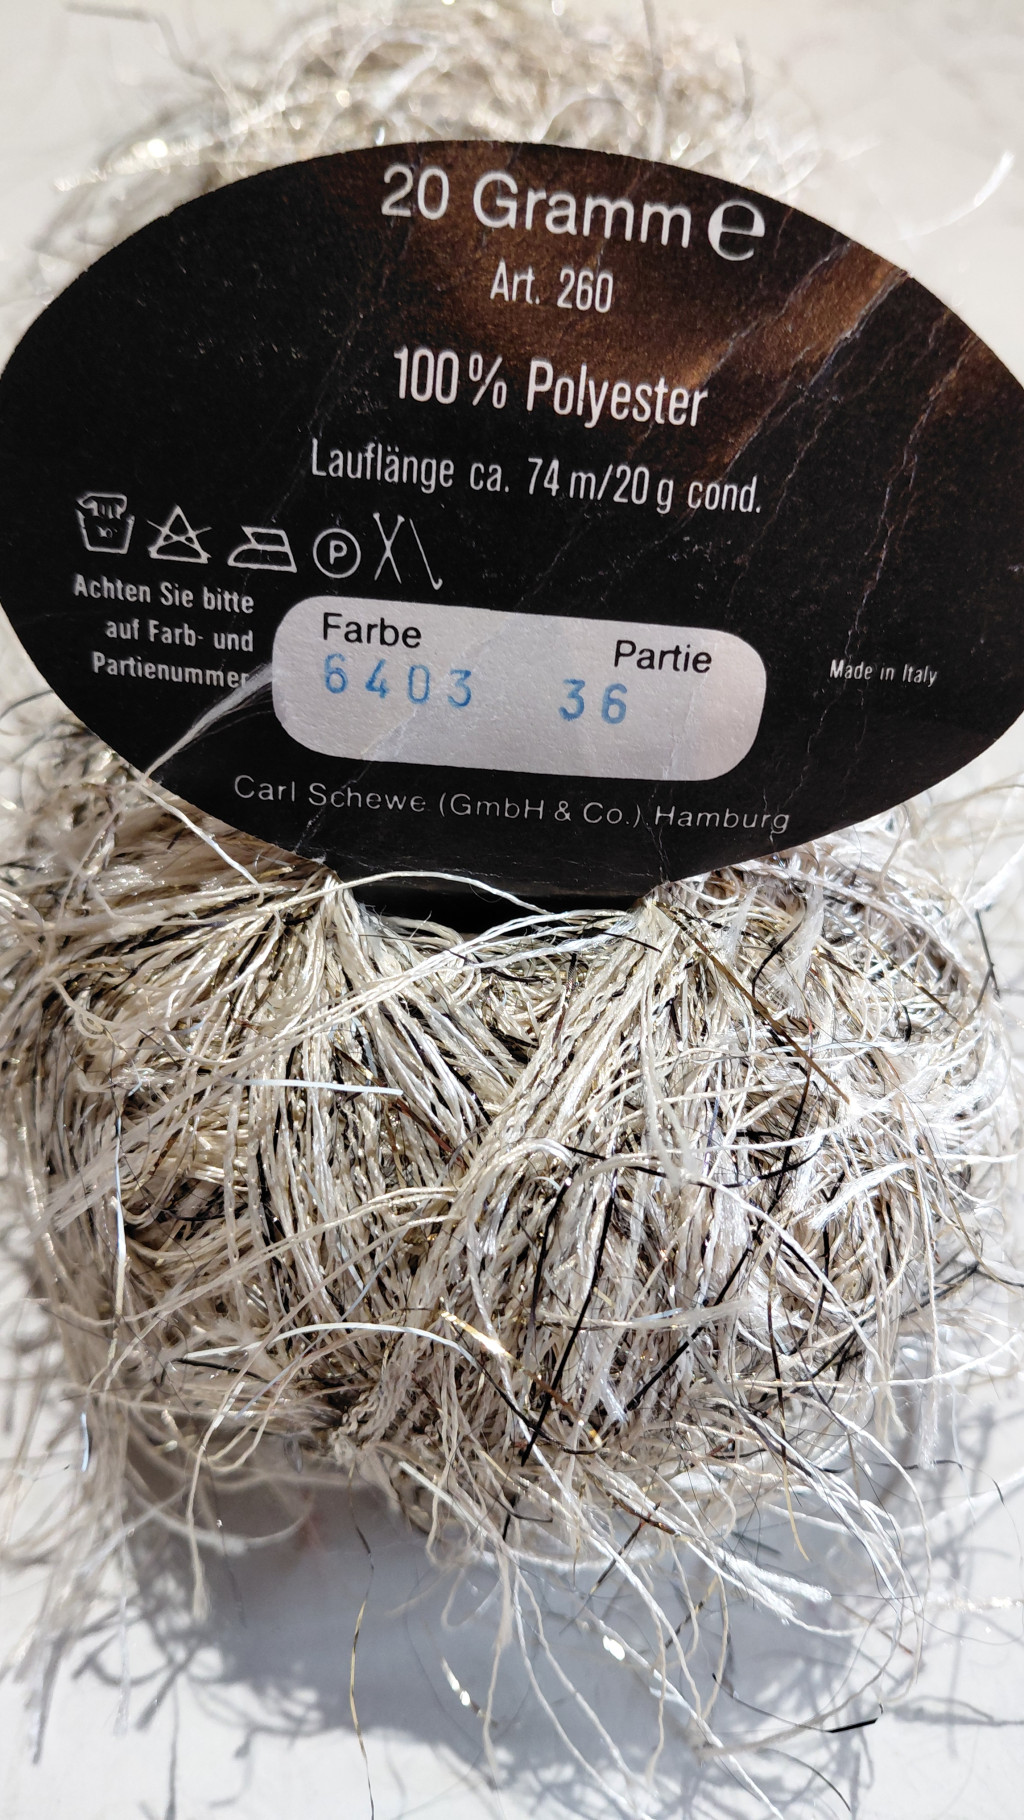 20 Gramm e
Art. 260
100% Polyester
Lauflänge ca. 74 m/20 g cond.
P
Achten Sie bitte
auf Farb- und
Partienummer
Farbe Partie
6403 36
Made in Italy
Carl Schewe (GmbH & Co.) Hamburg